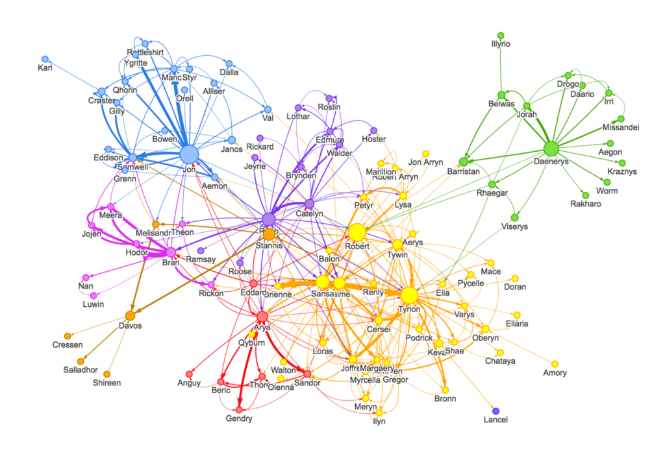 Illyrio
Rattleshirt
Ygritte
Karl
Dalla
Styr
Drogo
Daario
Qhorin
Alliser
Orell
Irri
Craster
Gilly
Roslin
Belwas
Jorah
Val
Lothar
Missandei
Bowen
Edmure
Hoster
Janos
Rickard
Walder
Aegon
Eddison
Samwell
Jon
Jon Arryn
Daenerys
Jeyne
Marillion
Barristan
Kraznys
Grenn
Brynden
Robert Arryn
Aemon
Worm
Rhaegar
Rakharo
Petyr
Lysa
Meera
Catelyn
Viserys
Jojen
Melisandre
Theon
Stannis
Robert
Aerys
Hodor
Bran
Ramsay
Balon
Tywin
Roose
Mace
Nan
Rickon
Eddard
Sansa
Renly
Ella
Pycelle
Doran
Luwin
Tyrion
Varys
Davos
Arya
Cersei
Ellaria
Cressen
Qyburn
Podrick
Oberyn
Loras
Shae
Salladhor
Walton
Chataya
Shireen
Anguy
Beric
Olenna
Sandor
Myrcella
Gregor
Amory
Bronn
Gendry
Meryn
Lancel
Ilyn